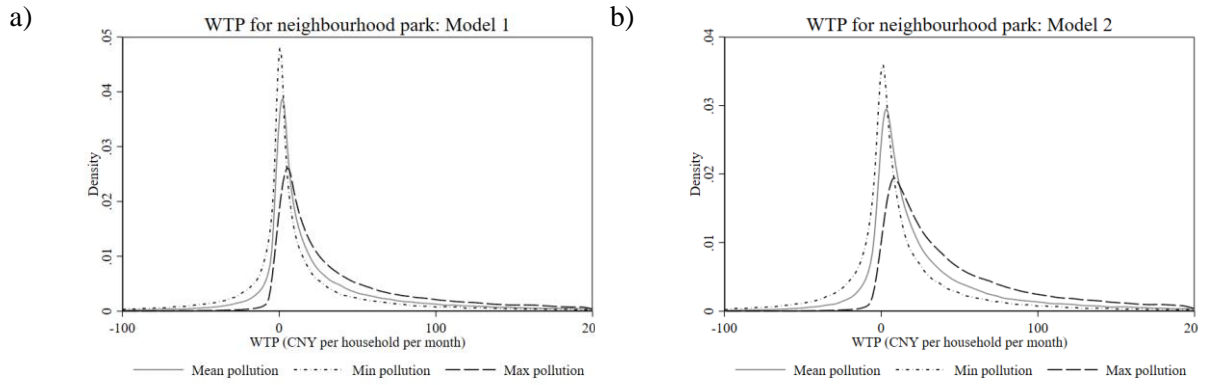 a)
WTP for neighbourhood park: Model 1
.05
.04
.03
.02
.01
0
Density
-100
0
100
20
WTP (CNY per household per month)
Mean pollution
Min pollution
Max pollution
b)
WTP for neighbourhood park: Model 2
.04
.03
.02
.01
0
Density
-100
0
100
20
WTP (CNY per household per month)
Mean pollution
Min pollution
Max pollution